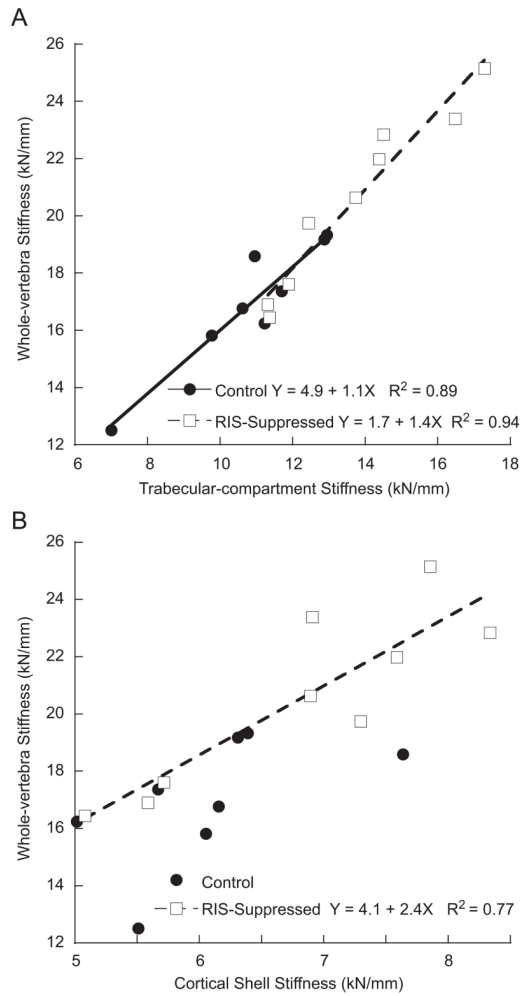 A
26
24
22
20
18
16
14
12
Whole-vertebra Stiffness (kN/mm)
Control Y = 4.9 + 1.1X R² = 0.89
RIS-Suppressed Y = 1.7 + 1.4X R² = 0.94
6 8 10 12 14 16 18
Trabecular-compartment Stiffness (kN/mm)
B
26
24
22
20
18
16
14
12
Whole-vertebra Stiffness (kN/mm)
Control
RIS-Suppressed Y = 4.1 + 2.4X R² = 0.77
5 6 7 8
Cortical Shell Stiffness (kN/mm)